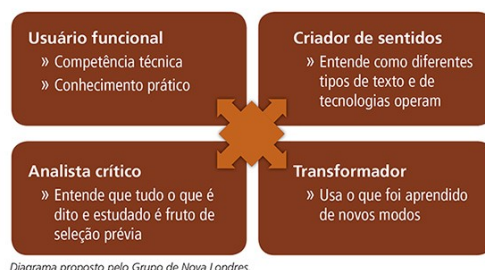 Usuário funcional
» Competência técnica
» Conhecimento prático
Criador de sentidos
» Entende como diferentes
tipos de texto e de
tecnologias operam
Analista crítico
» Entende que tudo o que é
dito e estudado é fruto de
seleção prévia
Transformador
» Usa o que foi aprendido
de novos modos
Diagrama proposto pelo Grupo de Nova Londres